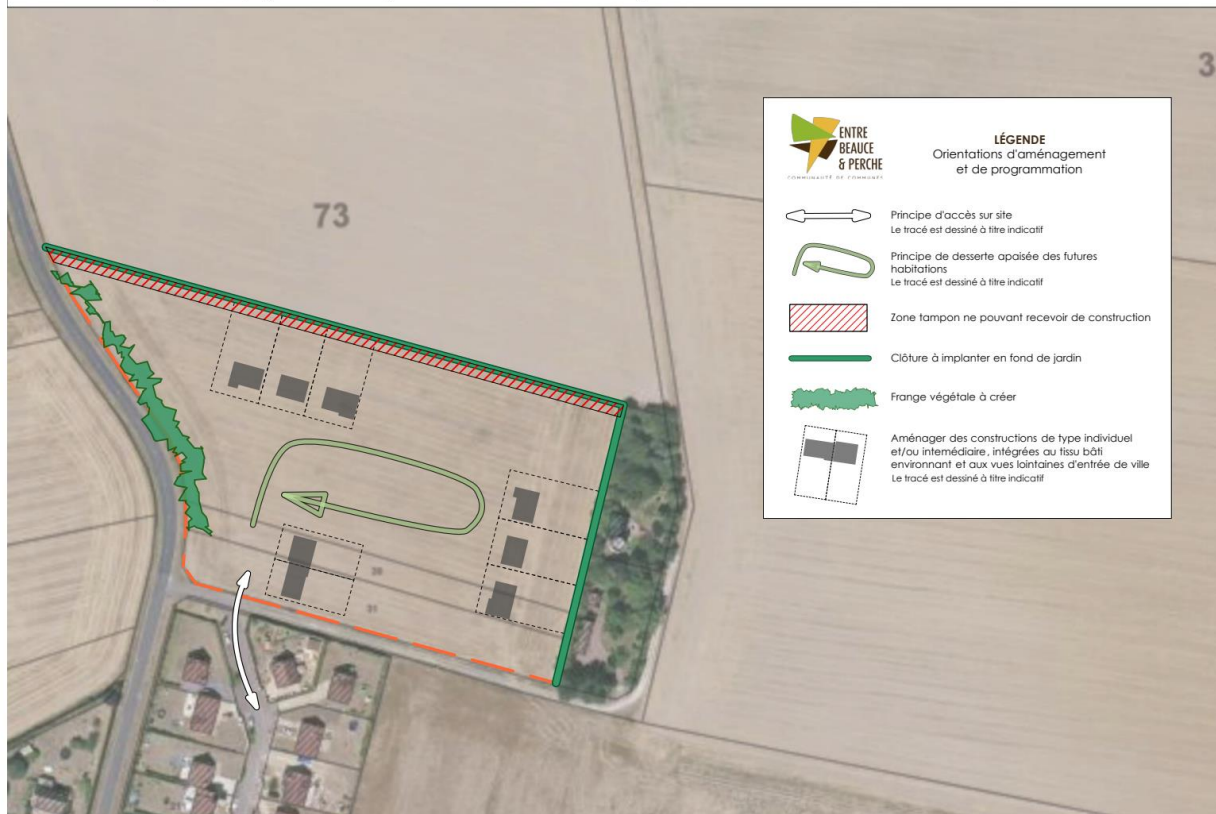 3
73
39
31
ENTRE
BEAUCE
& PERCHE
COMMUNAUTÉ DE COMMUNES
LÉGENDE
Orientations d'aménagement
et de programmation
Principe d'accès sur site
Le tracé est dessiné à titre indicatif
Principe de desserte apaisée des futures
habitations
Le tracé est dessiné à titre indicatif
Zone tampon ne pouvant recevoir de construction
Clôture à implanter en fond de jardin
Frange végétale à créer
Aménager des constructions de type individuel
et/ou intemédiaire, intégrées au tissu bâti
environnant et aux vues lointaines d'entrée de ville
Le tracé est dessiné à titre indicatif